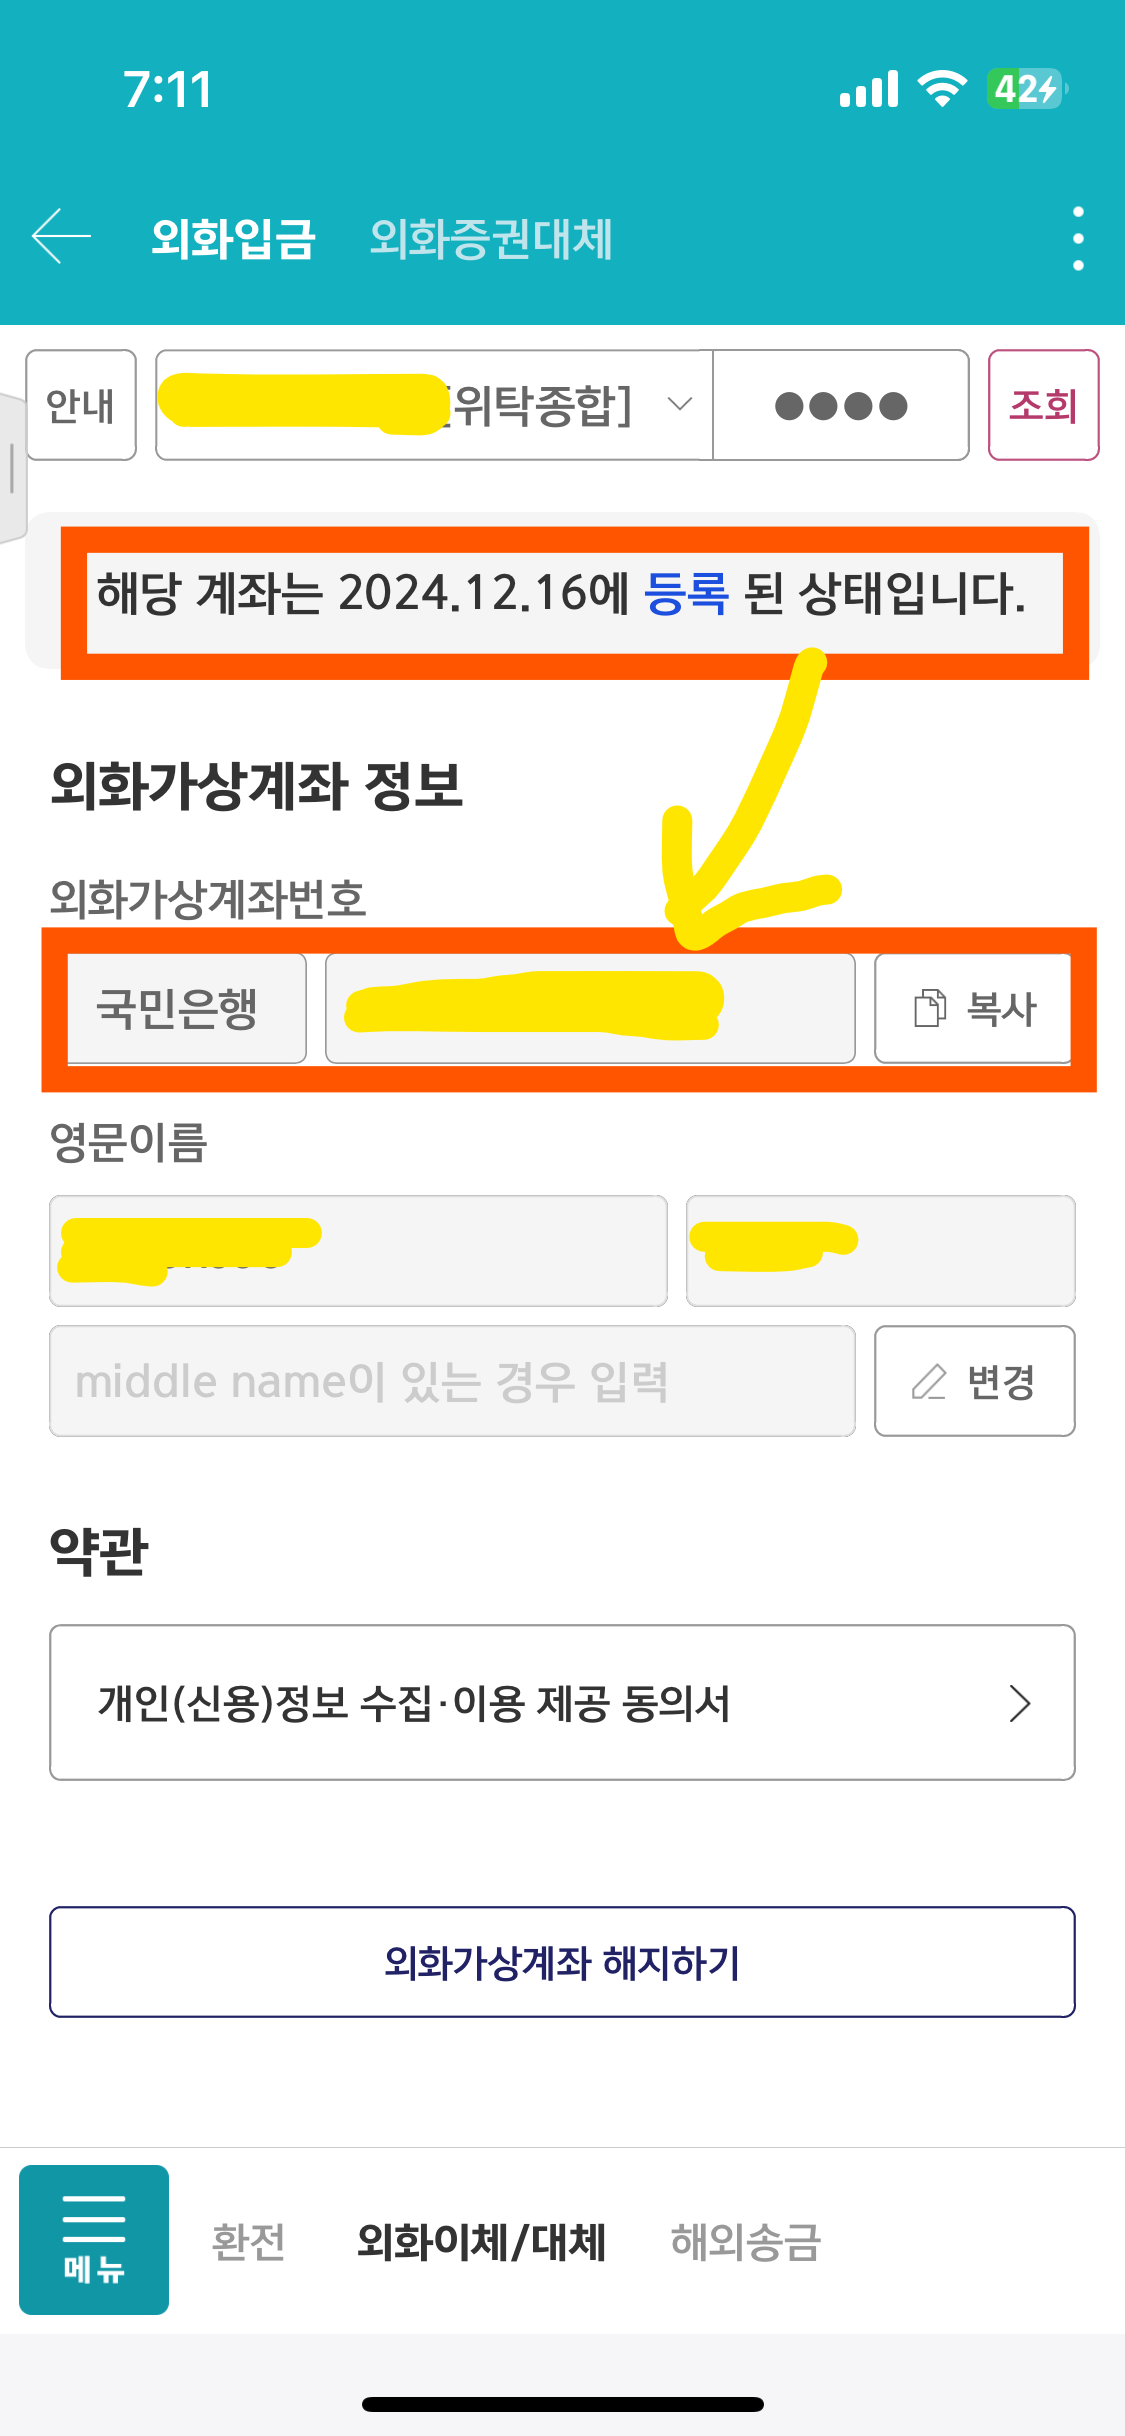 7:11
42
외화입금 외화증권대체
안내 [위탁종합] ●●●● 조회
해당 계좌는 2024.12.16에 등록 된 상태입니다.
외화가상계좌 정보
외화가상계좌번호
국민은행 복사
영문이름
middle name이 있는 경우 입력 변경
약관
개인(신용)정보 수집·이용 제공 동의서
외화가상계좌 해지하기
메뉴 환전 외화이체/대체 해외송금